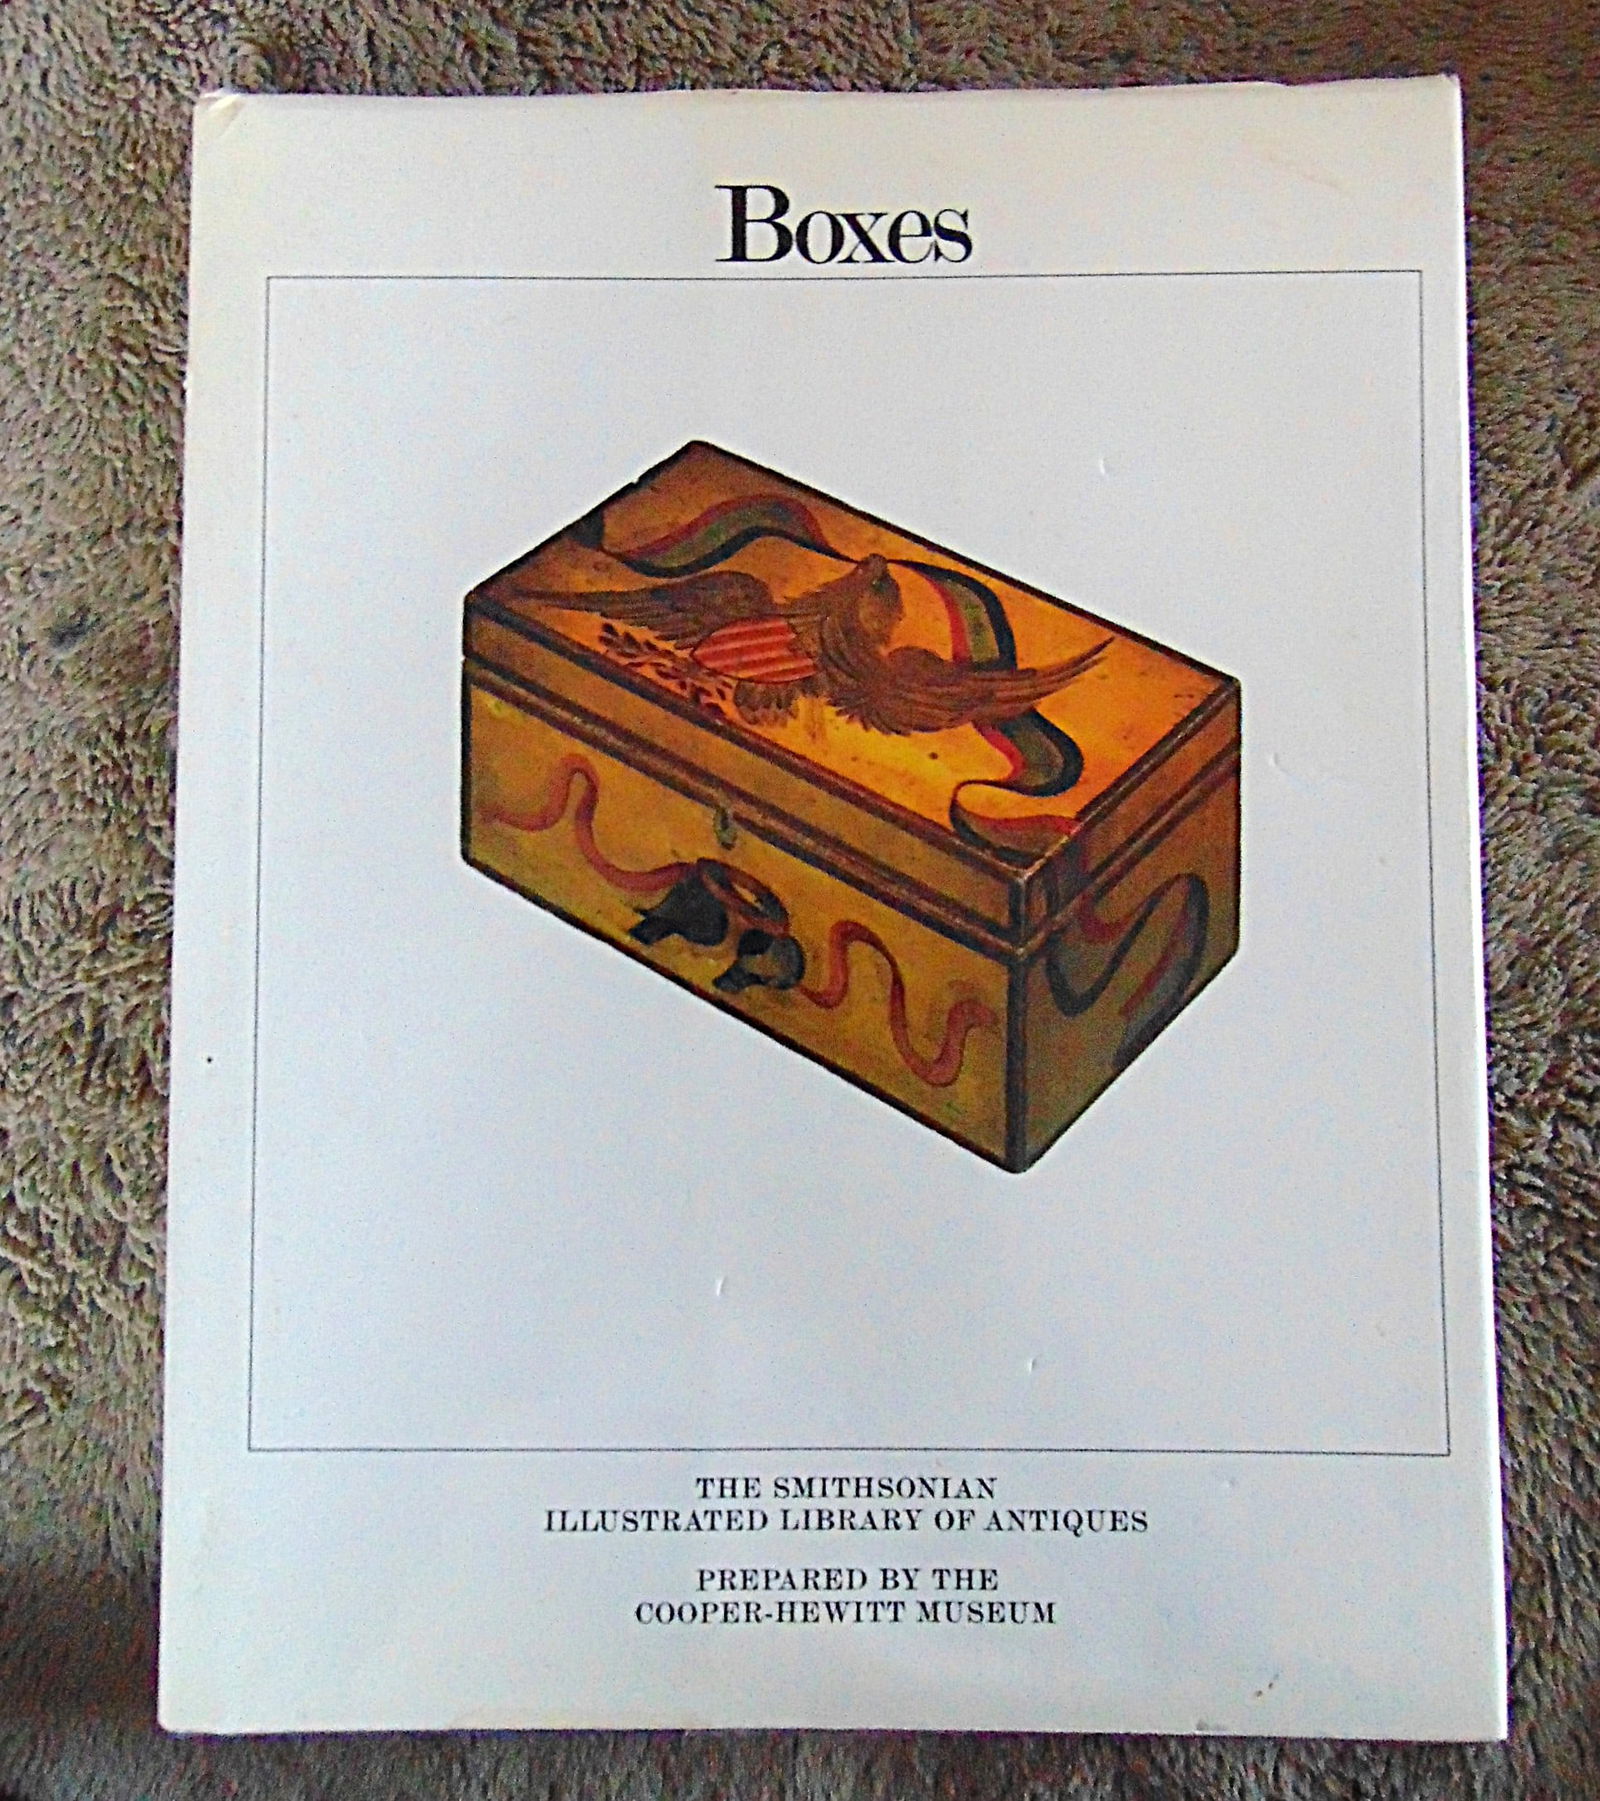 Boxes
THE SMITHSONIAN
ILLUSTRATED LIBRARY OF ANTIQUES
PREPARED BY THE
COOPER-HEWITT MUSEUM